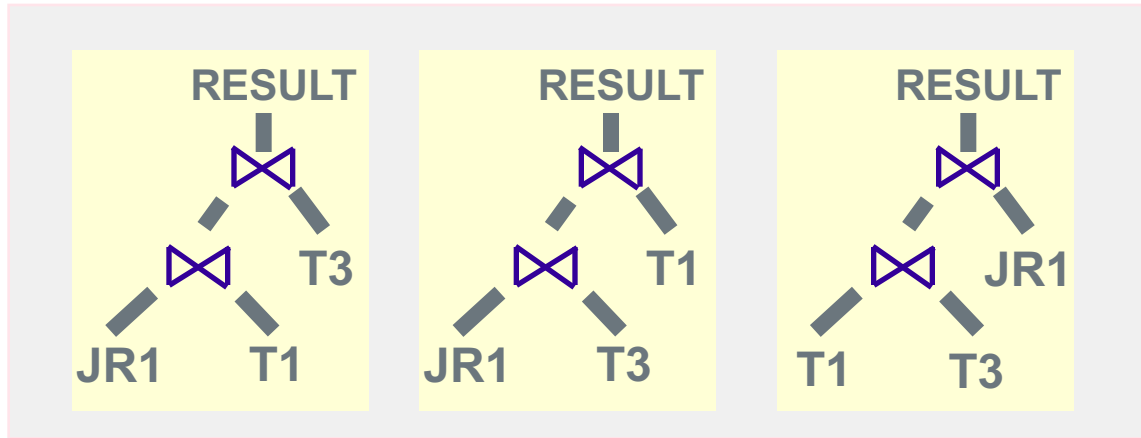 RESULT
T3
JR1 T1
RESULT
T1
JR1 T3
RESULT
JR1
T1 T3